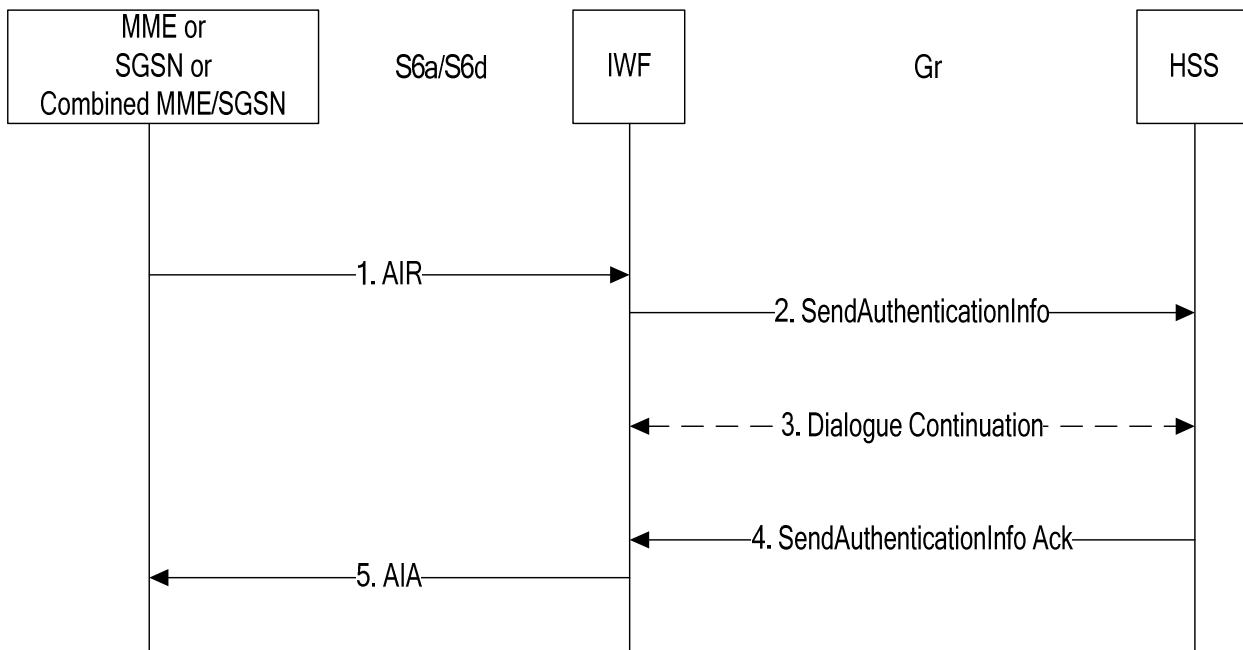 MME or
SGSN or
Combined MME/SGSN
S6a/S6d
IWF
Gr
HSS
1. AIR
2. SendAuthenticationInfo
3. Dialogue Continuation
4. SendAuthenticationInfo Ack
5. AIA